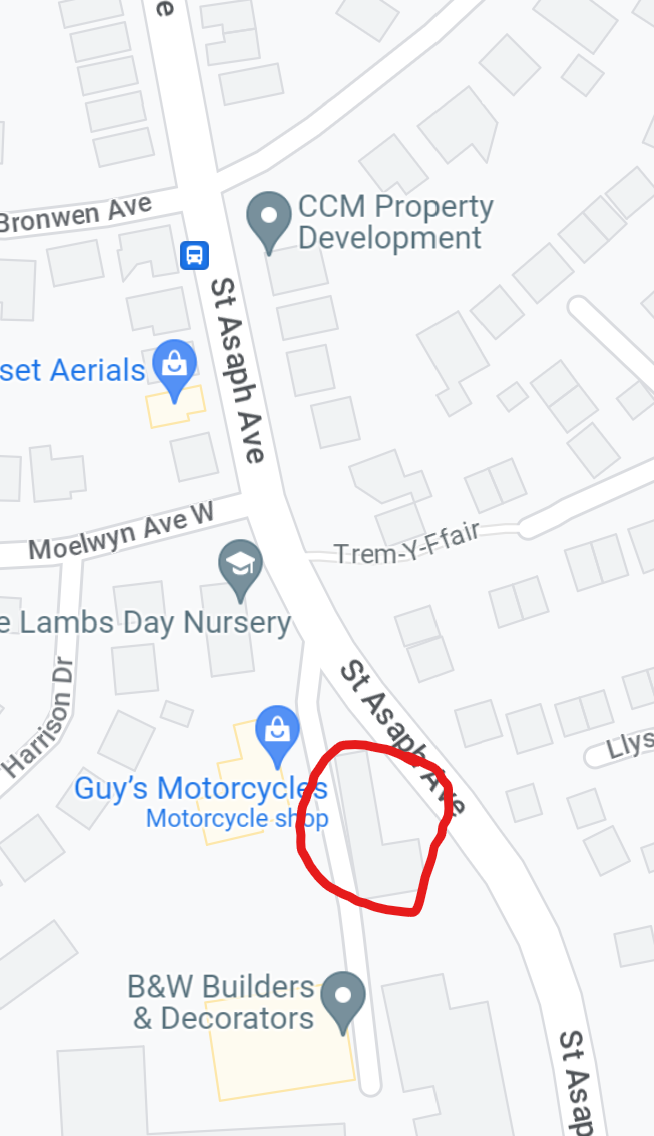 e
Bronwen Ave
CCM Property
Development
St Asaph Ave
set Aerials
Moelwyn Ave W
Trem-Y-Ffair
e Lambs Day Nursery
St Asaph Ave
Harrison Dr
Llys
Guy's Motorcycles
Motorcycle shop
B&W Builders
& Decorators
St Asap